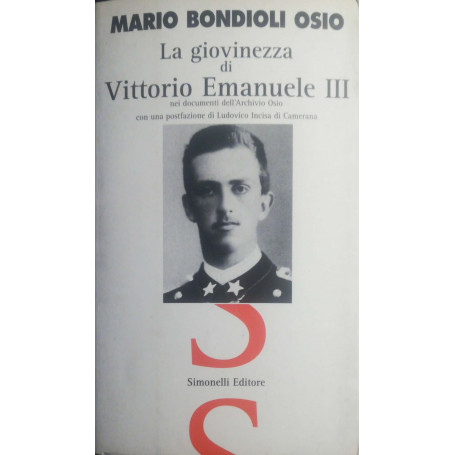 MARIO BONDIOLI OSIO
La giovinezza
di
Vittorio Emanuele III
nei documenti dell'Archivio Osio
con una postfazione di Ludovico Incisa di Camerana
S
Simonelli Editore
S